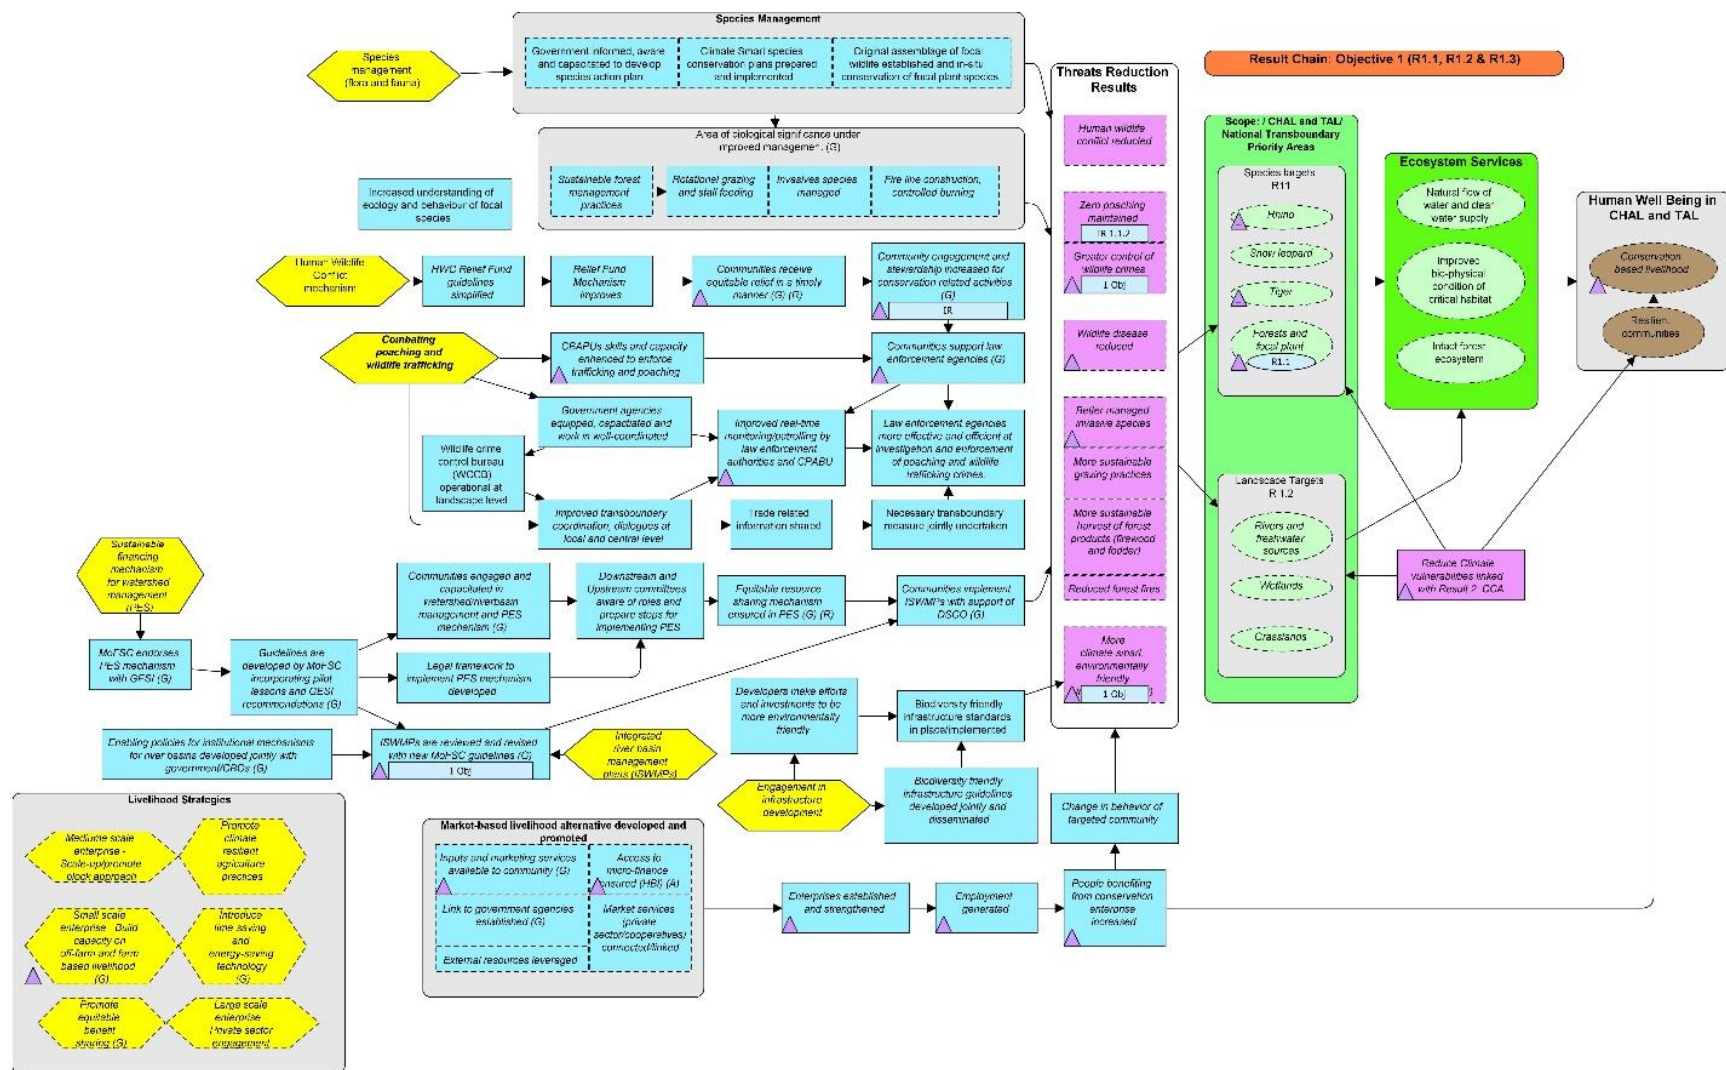 Species Management
Government informed, aware
and capacitated to develop
species action plan
Climate Smart species
conservation plans prepared
and implemented
Original assemblage of focal
wildlife established and in-situ
conservation of focal plant species
Species
management
(flora and fauna)
Area of biological significance under
improved management (G)
Sustainable forest
management
practices
Rotational grazing
and stall feeding
Invasives species
managed
Fire line construction,
controlled burning
Increased understanding of
ecology and behaviour of focal
species
Human Wildlife
Conflict
mechanism
HWC Relief Fund
guidelines
simplified
Relief Fund
Mechanism
improves
Communities receive
equitable relief in a timely
manner (G) (R)
Community engagement and
stewardship increased for
conservation related activities
(G)
IR
Combating
poaching and
wildlife trafficking
CBAPUs skills and capacity
enhanced to enforce
trafficking and poaching
Communities support law
enforcement agencies (G)
Government agencies
equipped, capactiated and
work in well-coordinated
Wildlife crime
control bureau
(WCCB)
operational at
landscape level
Improved real-time
monitoring/patrolling by
law enforcement
authorities and CPABU
Law enforcement agencies
more effective and efficient at
investigation and enforcement
of poaching and wildlife
trafficking crimes.
Improved transboundary
coordination, dialogues at
local and central level
Trade related
information shared
Necessary transboundary
measure jointly undertaken
Sustainable
financing
mechanism
for watershed
management
(PES)
MoFSC endorses
PES mechanism
with GESI (G)
Guidelines are
developed by MoFSC
incorporating pilot
lessons and GESI
recommendations (G)
Communities engaged and
capacitated in
watershed/riverbasin
management and PES
mechanism (G)
Downstream and
Upstream committees
aware of roles and
prepare steps for
implementing PES
Equitable resource
sharing mechanism
ensured in PES (G) (R)
Communities implement
ISWMPs with support of
DSCO (G)
Legal framework to
implement PES mechanism
developed
Enabling policies for institutional mechanisms
for river basins developed jointly with
government/CBOs (G)
ISWMPs are reviewed and revised
with new MoFSC guidelines (G)
1 Obj
Integrated
river basin
management
plans (ISWMPs)
Developers make efforts
and investments to be
more environmentally
friendly
Biodiversity friendly
infrastructure standards
in place/implemented
Engagement in
infrastructure
development
Biodiversity friendly
infrastructure guidelines
developed jointly and
disseminated
Change in behavior of
targeted community
Livelihood Strategies
Mediume scale
enterprise -
Scale-up/promote
block approach
Promote
climate
resilient
agriculture
practices
Small scale
enterprise - Build
capacity on
off-farm and farm
based livelihood
(G)
Introduce
time saving
and
energy-saving
technology
(G)
Promote
equitable
benefit
sharing (G)
Large scale
enterprise -
Private sector
engagement
Market-based livelihood alternative developed and
promoted
Inputs and marketing services
available to community (G)
Access to
micro-finance
ensured (HBI) (A)
Link to government agencies
established (G)
Market services
(private
sector/cooperatives)
connected/linked
External resources leveraged
Enterprises established
and strengthened
Employment
generated
People benefiting
from conservation
enterprise
increased
Threats Reduction
Results
Human wildlife
conflict reducted
Zero poaching
maintained
IR 1.1.2
Greater control of
wildlife crimes
1 Obj
Wildlife disease
reduced
Better managed
invasive species
More sustainable
grazing practices
More sustainable
harvest of forest
products (firewood
and fodder)
Reduced forest fires
More
climate-smart,
environmentally
friendly
1 Obj
Result Chain: Objective 1 (R1.1, R1.2 & R1.3)
Scope: / CHAL and TAL/
National Transboundary
Priority Areas
Species targets
R11
Rhino
Snow leopard
Tiger
Forests and
focal plant
R1.1
Landscape Targets
R 1.2
Rivers and
freshwater
sources
Wetlands
Grasslands
Ecosystem Services
Natural flow of
water and clear
water supply
Improved
bio-physical
condition of
critical habitat
Intact forest
ecosystem
Human Well Being in
CHAL and TAL
Conservation
based livelihood
Resilient
communities
Reduce Climate
vulnerabilities linked
with Result 2: CCA